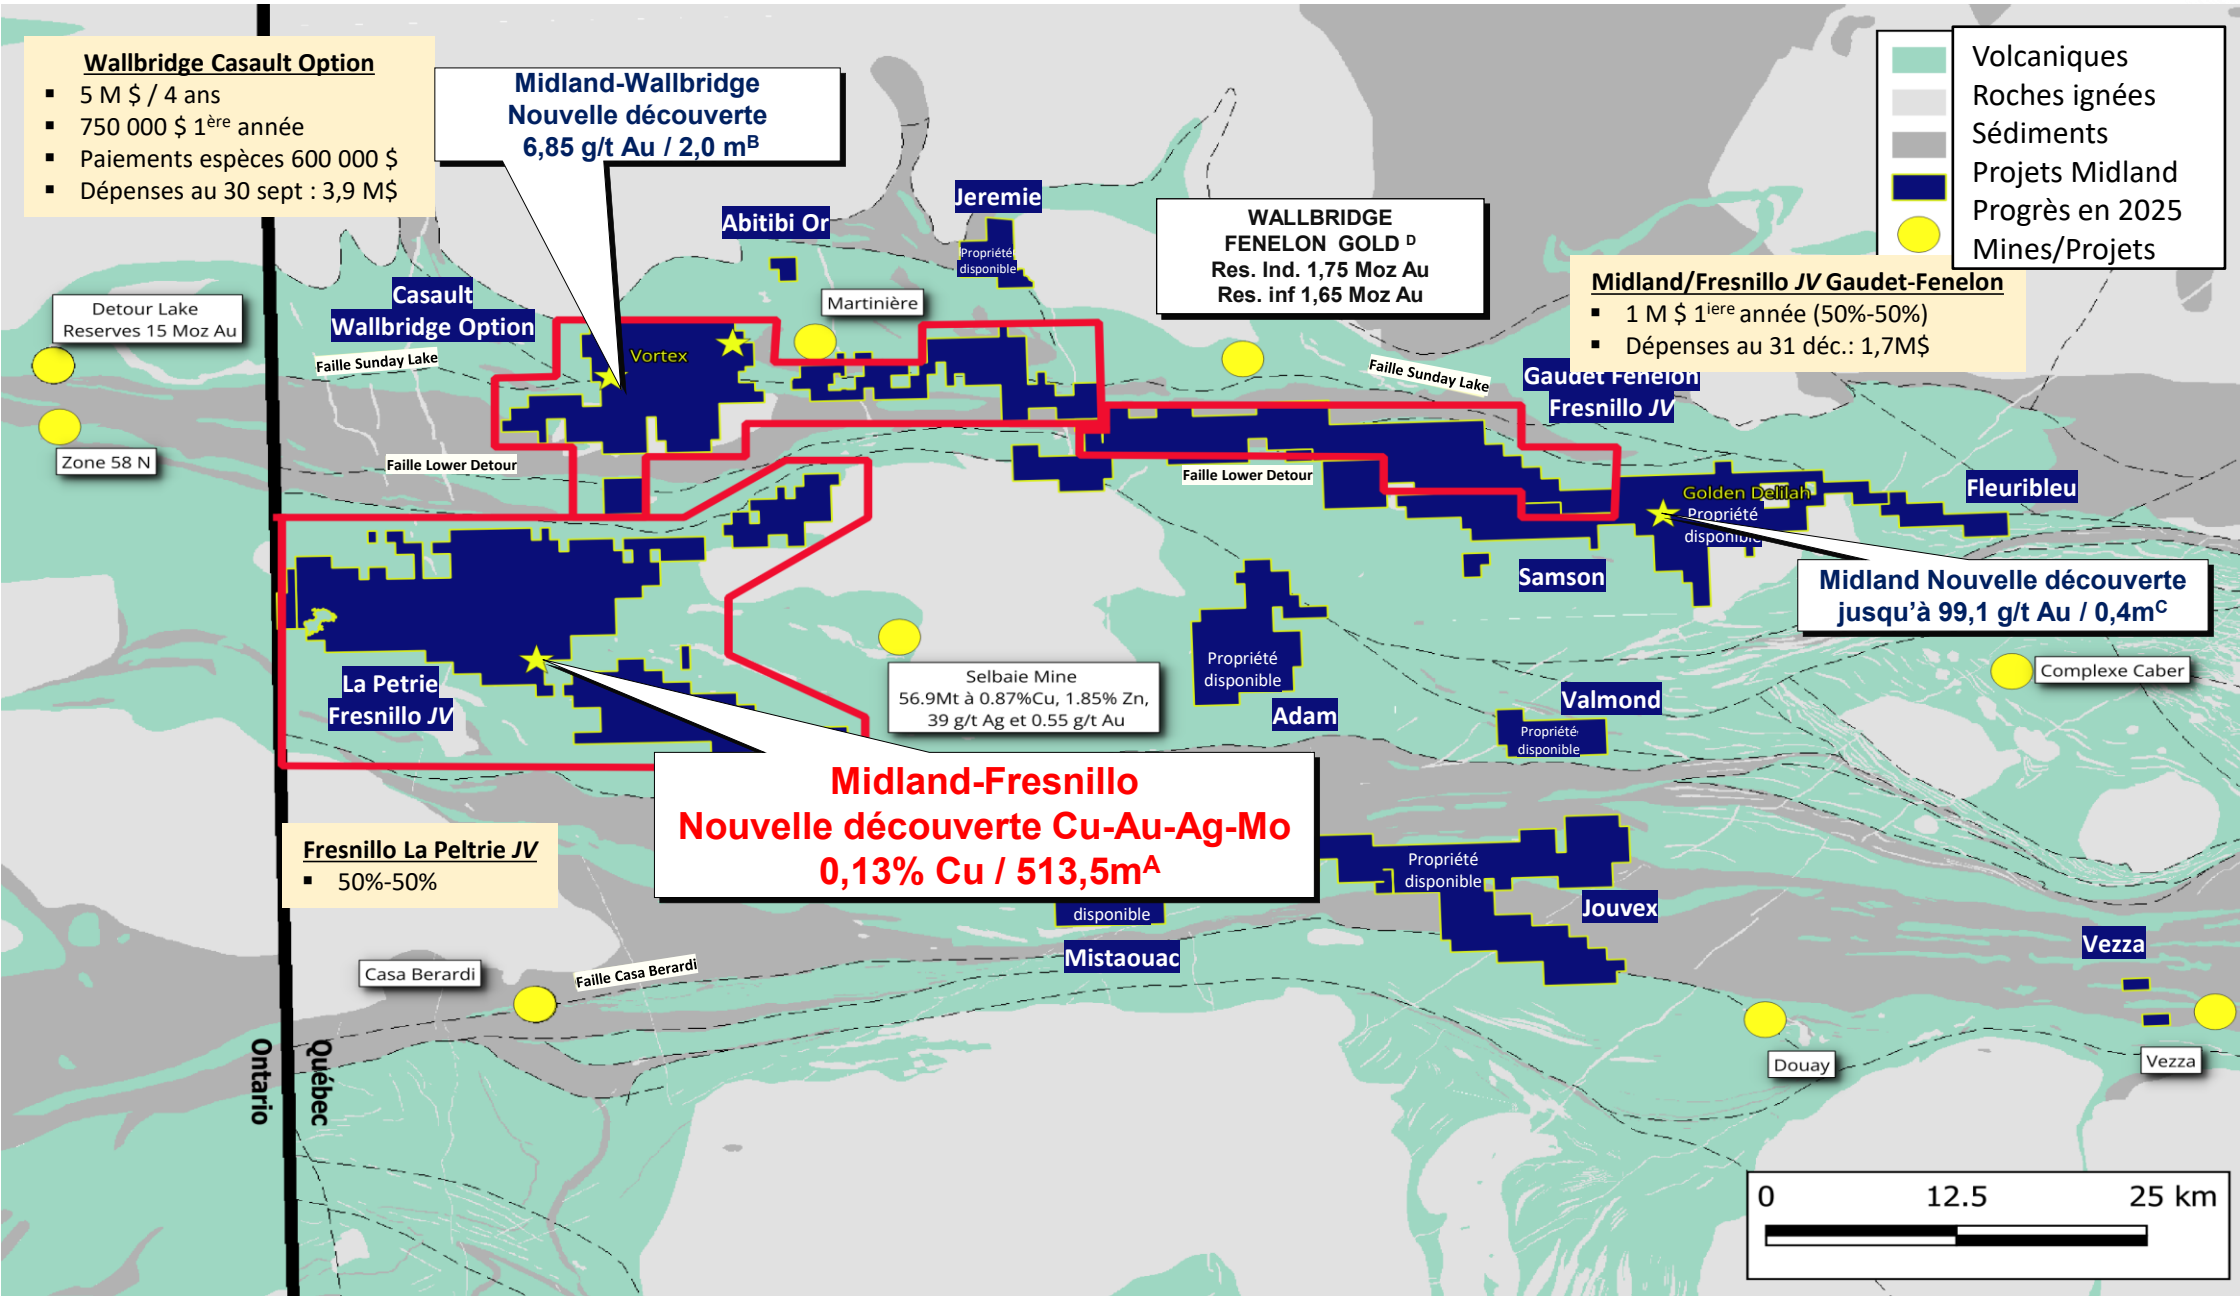 Wallbridge Casault Option
▪ 5 M $ / 4 ans
▪ 750 000 $ 1ère année
▪ Paiements espèces 600 000 $
▪ Dépenses au 30 sept : 3,9 M$
Midland-Wallbridge
Nouvelle découverte
6,85 g/t Au / 2,0 mB
Volcaniques
Roches ignées
Sédiments
Projets Midland
Progrès en 2025
Mines/Projets
Abitibi Or
Jeremie
Propriété
disponible
WALLBRIDGE
FENELON GOLD D
Res. Ind. 1,75 Moz Au
Res. inf 1,65 Moz Au
Midland/Fresnillo JV Gaudet-Fenelon
▪ 1 M $ 1iere année (50%-50%)
▪ Dépenses au 31 déc.: 1,7M$
Detour Lake
Reserves 15 Moz Au
Casault
Wallbridge Option
Martinière
Faille Sunday Lake
Vortex
Faille Sunday Lake
Gaudet Fenelon
Fresnillo JV
Zone 58 N
Faille Lower Detour
Faille Lower Detour
Golden Delilah
Propriété
disponible
Fleuribleu
Samson
Midland Nouvelle découverte
jusqu’à 99,1 g/t Au / 0,4mC
La Petrie
Fresnillo JV
Selbaie Mine
56.9Mt à 0.87%Cu, 1.85% Zn,
39 g/t Ag et 0.55 g/t Au
Propriété
disponible
Adam
Valmond
Propriété
disponible
Complexe Caber
Midland-Fresnillo
Nouvelle découverte Cu-Au-Ag-Mo
0,13% Cu / 513,5mA
Fresnillo La Peltrie JV
▪ 50%-50%
Propriété
disponible
Jouvex
disponible
Mistaouac
Casa Berardi
Faille Casa Berardi
Vezza
Ontario
Québec
Douay
Vezza
0 12.5 25 km